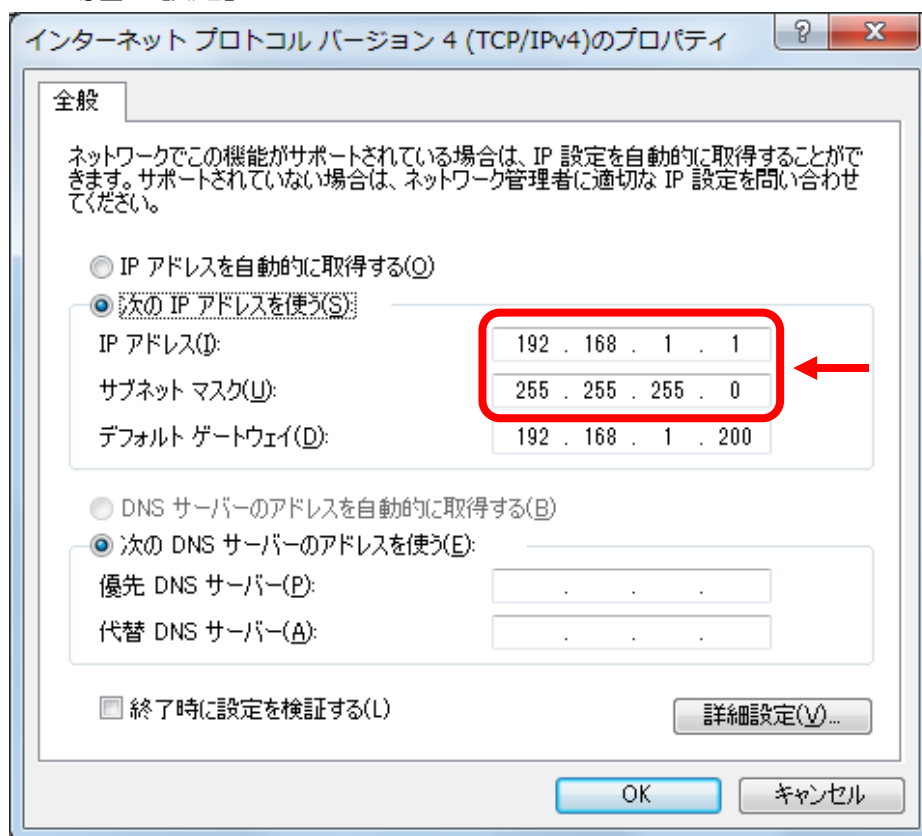 インターネット プロトコル バージョン 4 (TCP/IPv4)のプロパティ
全般
ネットワークでこの機能がサポートされている場合は、IP 設定を自動的に取得することがで
きます。サポートされていない場合は、ネットワーク管理者に適切な IP 設定を問い合わせ
てください。
IP アドレスを自動的に取得する(O)
次の IP アドレスを使う(S):
IP アドレス(I): 192 . 168 . 1 . 1
サブネット マスク(U): 255 . 255 . 255 . 0
デフォルト ゲートウェイ(D): 192 . 168 . 1 . 200
DNS サーバーのアドレスを自動的に取得する(B)
次の DNS サーバーのアドレスを使う(E):
優先 DNS サーバー(P): . . .
代替 DNS サーバー(A): . . .
終了時に設定を検証する(L)
詳細設定(V)...
OK キャンセル